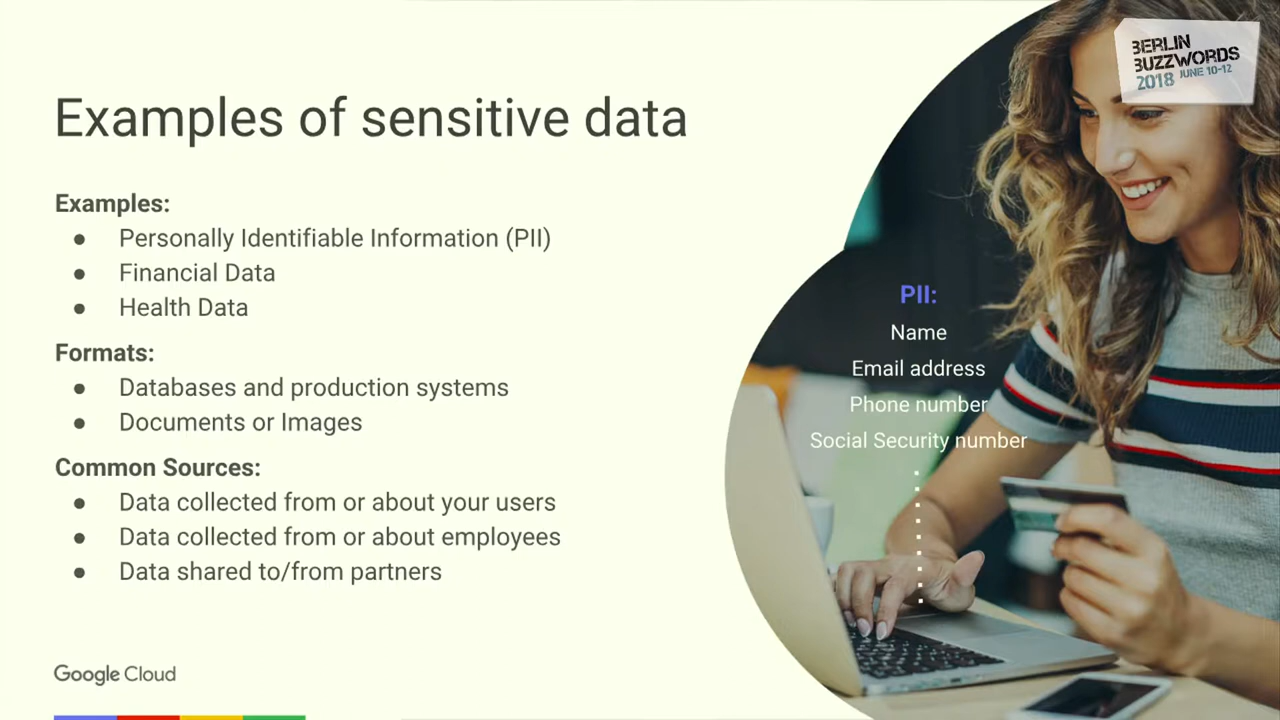 BERLIN
BUZZWORDS
2018 JUNE 10-12
Examples of sensitive data
Examples:
● Personally Identifiable Information (PII)
● Financial Data
● Health Data
Formats:
● Databases and production systems
● Documents or Images
Common Sources:
● Data collected from or about your users
● Data collected from or about employees
● Data shared to/from partners
PII:
Name
Email address
Phone number
Social Security number
Google Cloud